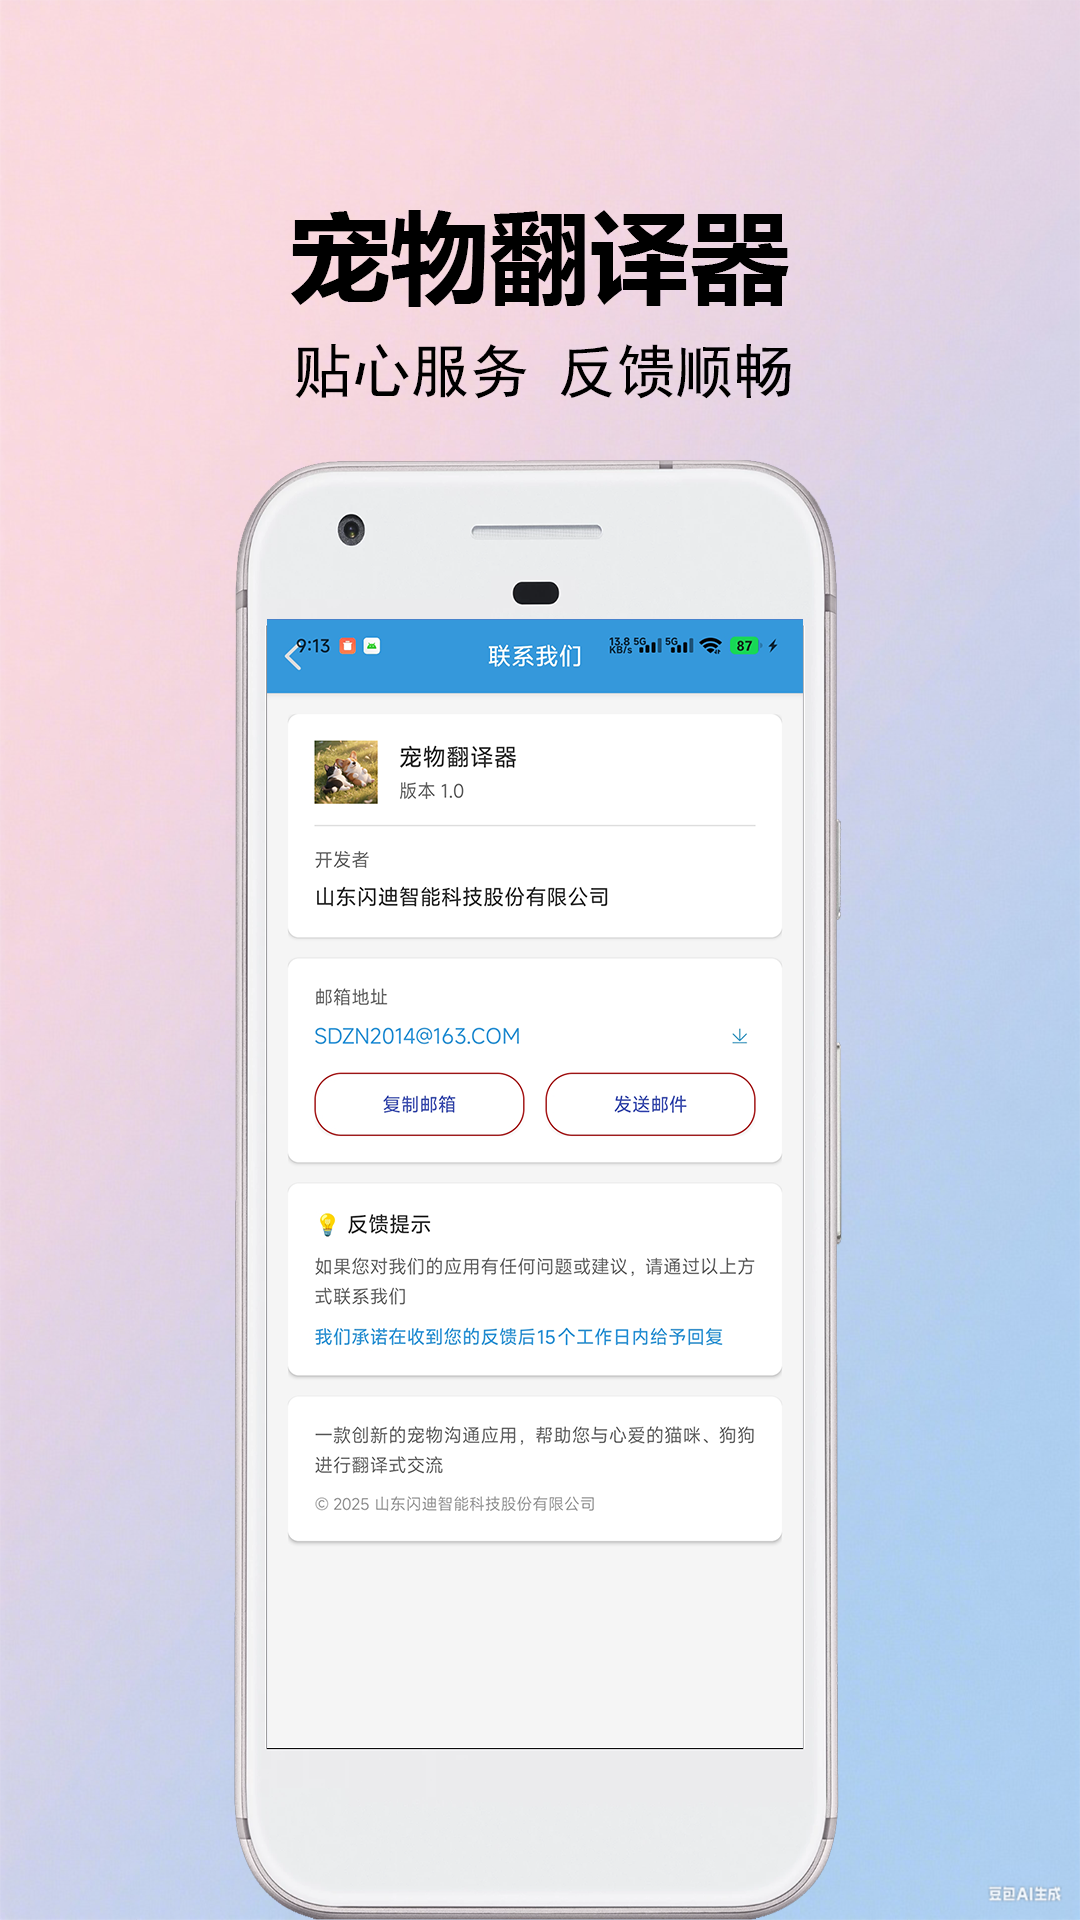 宠物翻译器
贴心服务 反馈顺畅
9:13
13.8 KB/s 5G 5G 87
联系我们
宠物翻译器
版本 1.0
开发者
山东闪迪智能科技股份有限公司
邮箱地址
SDZN2014@163.COM
复制邮箱 发送邮件
反馈提示
如果您对我们的应用有任何问题或建议，请通过以上方
式联系我们
我们承诺在收到您的反馈后15个工作日内给予回复
一款创新的宠物沟通应用，帮助您与心爱的猫咪、狗狗
进行翻译式交流
© 2025 山东闪迪智能科技股份有限公司
豆包AI生成